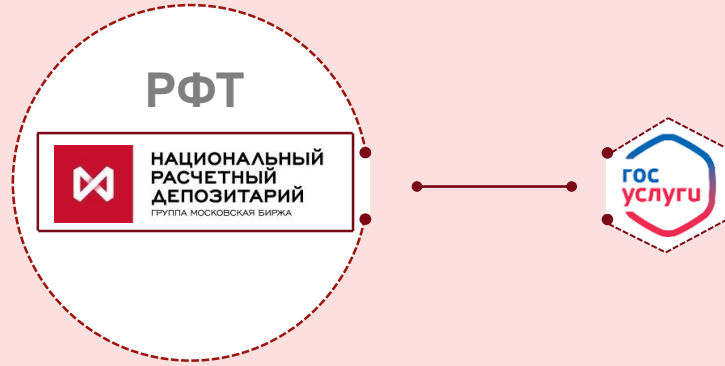 РФТ
НАЦИОНАЛЬНЫЙ
РАСЧЕТНЫЙ
ДЕПОЗИТАРИЙ
ГРУППА МОСКОВСКАЯ БИРЖА
гос
услуги